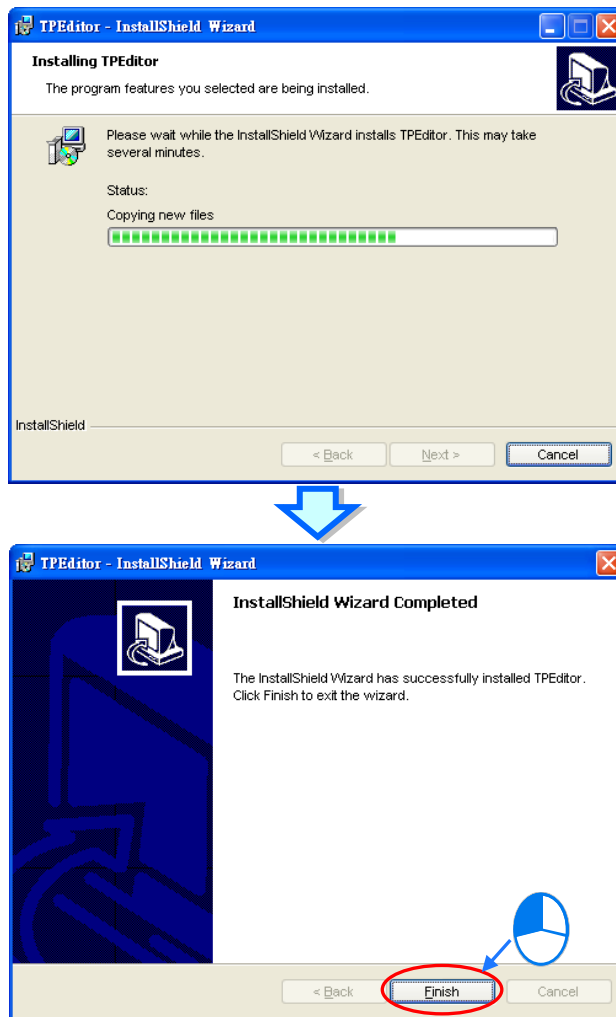 TPEditor - InstallShield Wizard
Installing TPEditor
The program features you selected are being installed.
Please wait while the InstallShield Wizard installs TPEditor. This may take
several minutes.
Status:
Copying new files
InstallShield
< Back Next > Cancel
TPEditor - InstallShield Wizard
InstallShield Wizard Completed
The InstallShield Wizard has successfully installed TPEditor.
Click Finish to exit the wizard.
< Back Finish Cancel